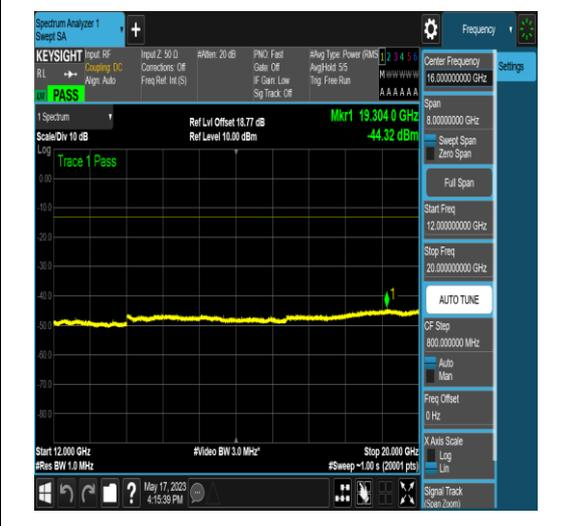 Spectrum Analyzer 1
Swept SA
+
Frequency
KEYSIGHT
RL
PASS
Input: RF
Coupling: DC
Align: Auto
Input Z: 50 Ω
Corrections: Off
Freq Ref: Int (S)
#Atten: 20 dB
PNO: Fast
Gate: Off
IF Gain: Low
Sig Track: Off
#Avg Type: Power (RMS
Avg|Hold: 5/5
Trig: Free Run
1 2 3 4 5 6
M W W W W W
A A A A A A
Center Frequency
16.000000000 GHz
Settings
Span
8.00000000 GHz
Swept Span
Zero Span
Full Span
Start Freq
12.000000000 GHz
Stop Freq
20.000000000 GHz
AUTO TUNE
CF Step
800.000000 MHz
Auto
Man
Freq Offset
0 Hz
X Axis Scale
Log
Lin
Signal Track
(Span Zoom)
1 Spectrum
Scale/Div 10 dB
Ref Lvl Offset 18.77 dB
Ref Level 10.00 dBm
Mkr1 19.304 0 GHz
-44.32 dBm
Log
Trace 1 Pass
0.00
-10.0
-20.0
-30.0
-40.0
-50.0
-60.0
-70.0
-80.0
1
Start 12.000 GHz
#Res BW 1.0 MHz
#Video BW 3.0 MHz*
Stop 20.000 GHz
#Sweep ~1.00 s (20001 pts)
?
May 17, 2023
4:15:39 PM